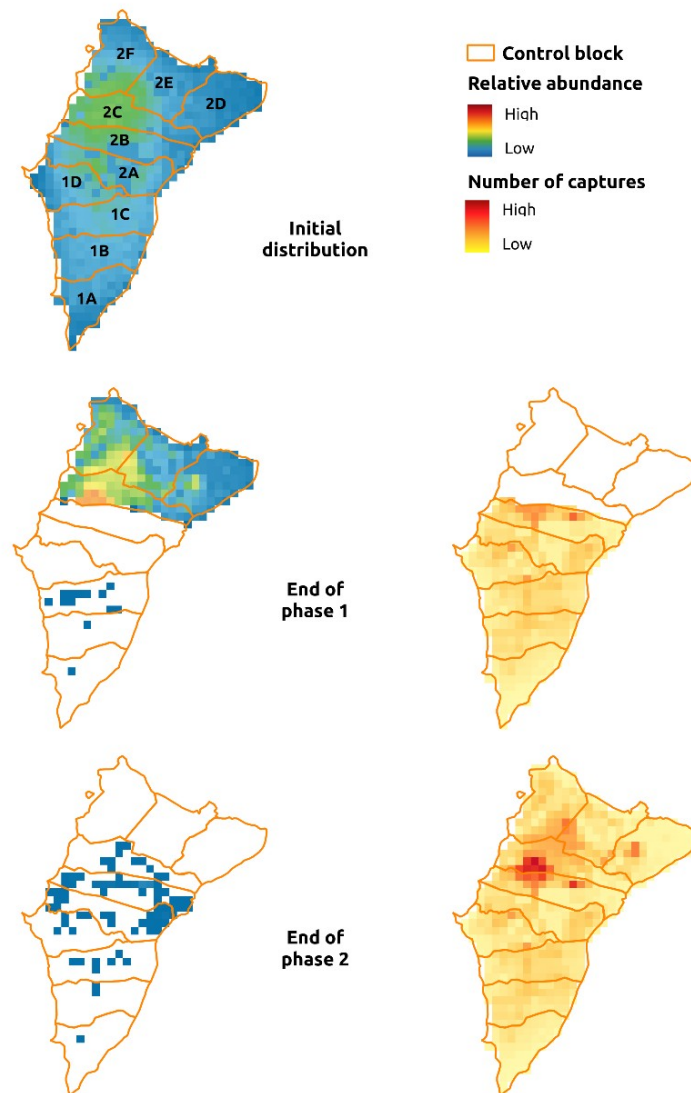 2F
2E
2D
2C
2B
2A
1D
1C
1B
1A
Control block
Relative abundance
High
Low
Number of captures
High
Low
Initial
distribution
End of
phase 1
End of
phase 2